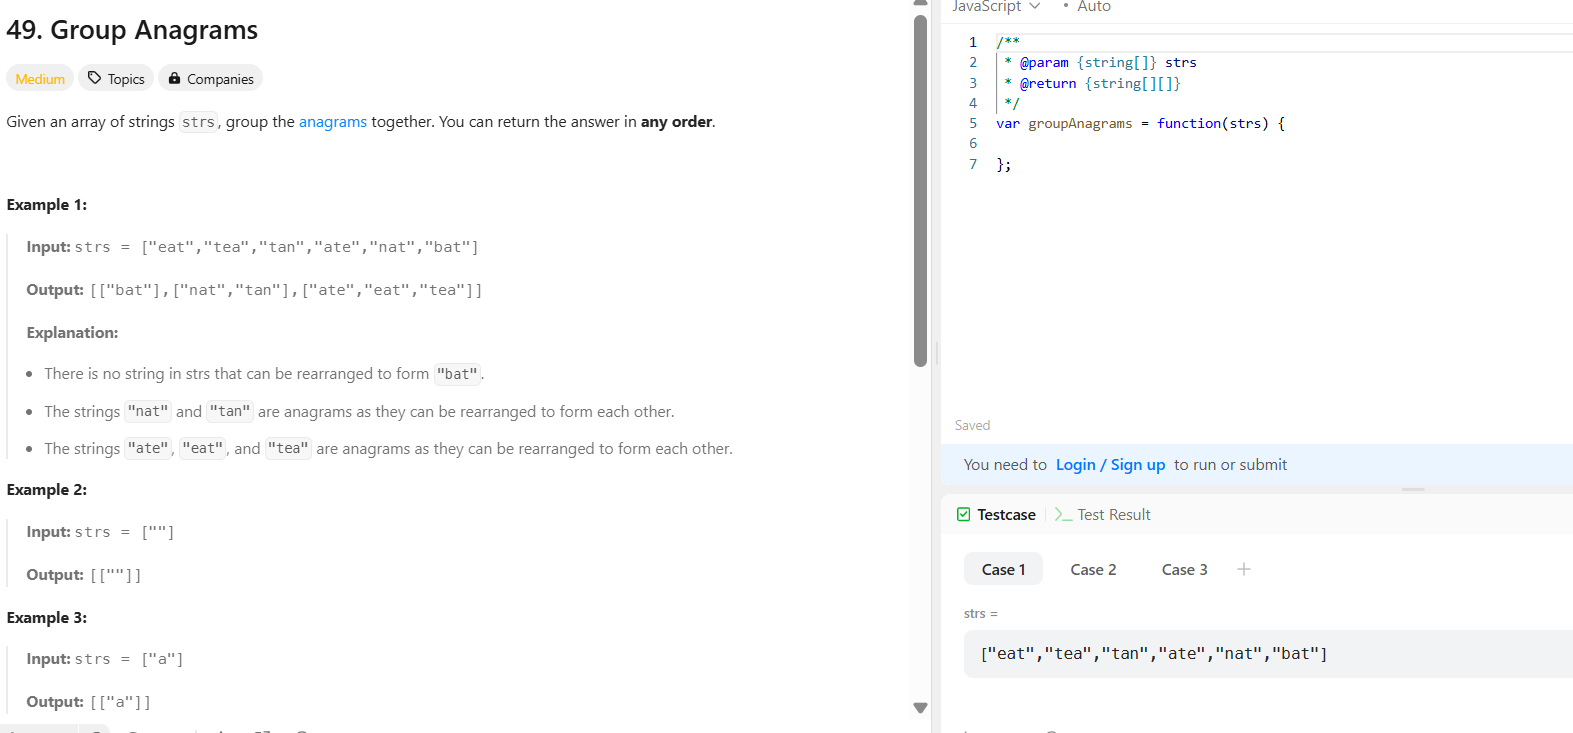 49. Group Anagrams
Medium
Topics
Companies
Given an array of strings strs, group the anagrams together. You can return the answer in any order.
Example 1:
Input: strs = ["eat","tea","tan","ate","nat","bat"]
Output: [["bat"],["nat","tan"],["ate","eat","tea"]]
Explanation:
There is no string in strs that can be rearranged to form "bat".
The strings "nat" and "tan" are anagrams as they can be rearranged to form each other.
The strings "ate", "eat", and "tea" are anagrams as they can be rearranged to form each other.
Example 2:
Input: strs = [""]
Output: [[""]]
Example 3:
Input: strs = ["a"]
Output: [["a"]]
JavaScript • Auto
1 /**
2 * @param {string[]} strs
3 * @return {string[][]}
4 */
5 var groupAnagrams = function(strs) {
6
7 };
Saved
You need to Login / Sign up to run or submit
Testcase
Test Result
Case 1
Case 2
Case 3
strs =
["eat","tea","tan","ate","nat","bat"]